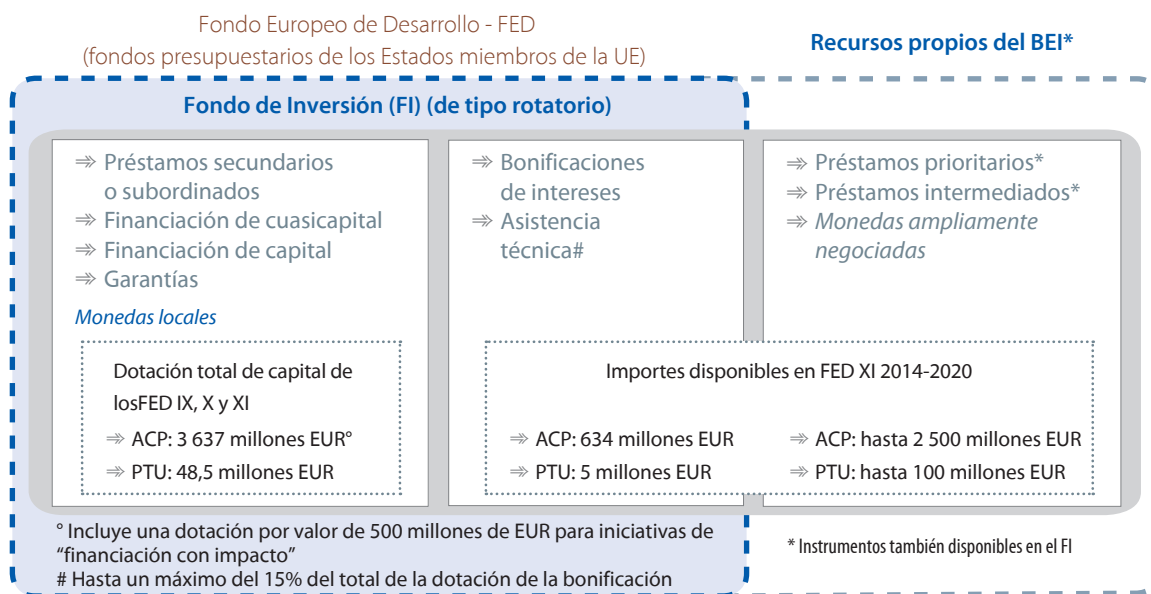 Fondo Europeo de Desarrollo - FED
(fondos presupuestarios de los Estados miembros de la UE)
Recursos propios del BEI*
Fondo de Inversión (FI) (de tipo rotatorio)
⇒ Préstamos secundarios
o subordinados
⇒ Financiación de cuasicapital
⇒ Financiación de capital
⇒ Garantías
Monedas locales
Dotación total de capital de
losFED IX, X y XI
⇒ ACP: 3 637 millones EUR°
⇒ PTU: 48,5 millones EUR
⇒ Bonificaciones
de intereses
⇒ Asistencia
técnica#
⇒ Préstamos prioritarios*
⇒ Préstamos intermediados*
⇒ Monedas ampliamente
negociadas
Importes disponibles en FED XI 2014-2020
⇒ ACP: 634 millones EUR
⇒ PTU: 5 millones EUR
⇒ ACP: hasta 2 500 millones EUR
⇒ PTU: hasta 100 millones EUR
° Incluye una dotación por valor de 500 millones de EUR para iniciativas de
“financiación con impacto”
# Hasta un máximo del 15% del total de la dotación de la bonificación
* Instrumentos también disponibles en el FI